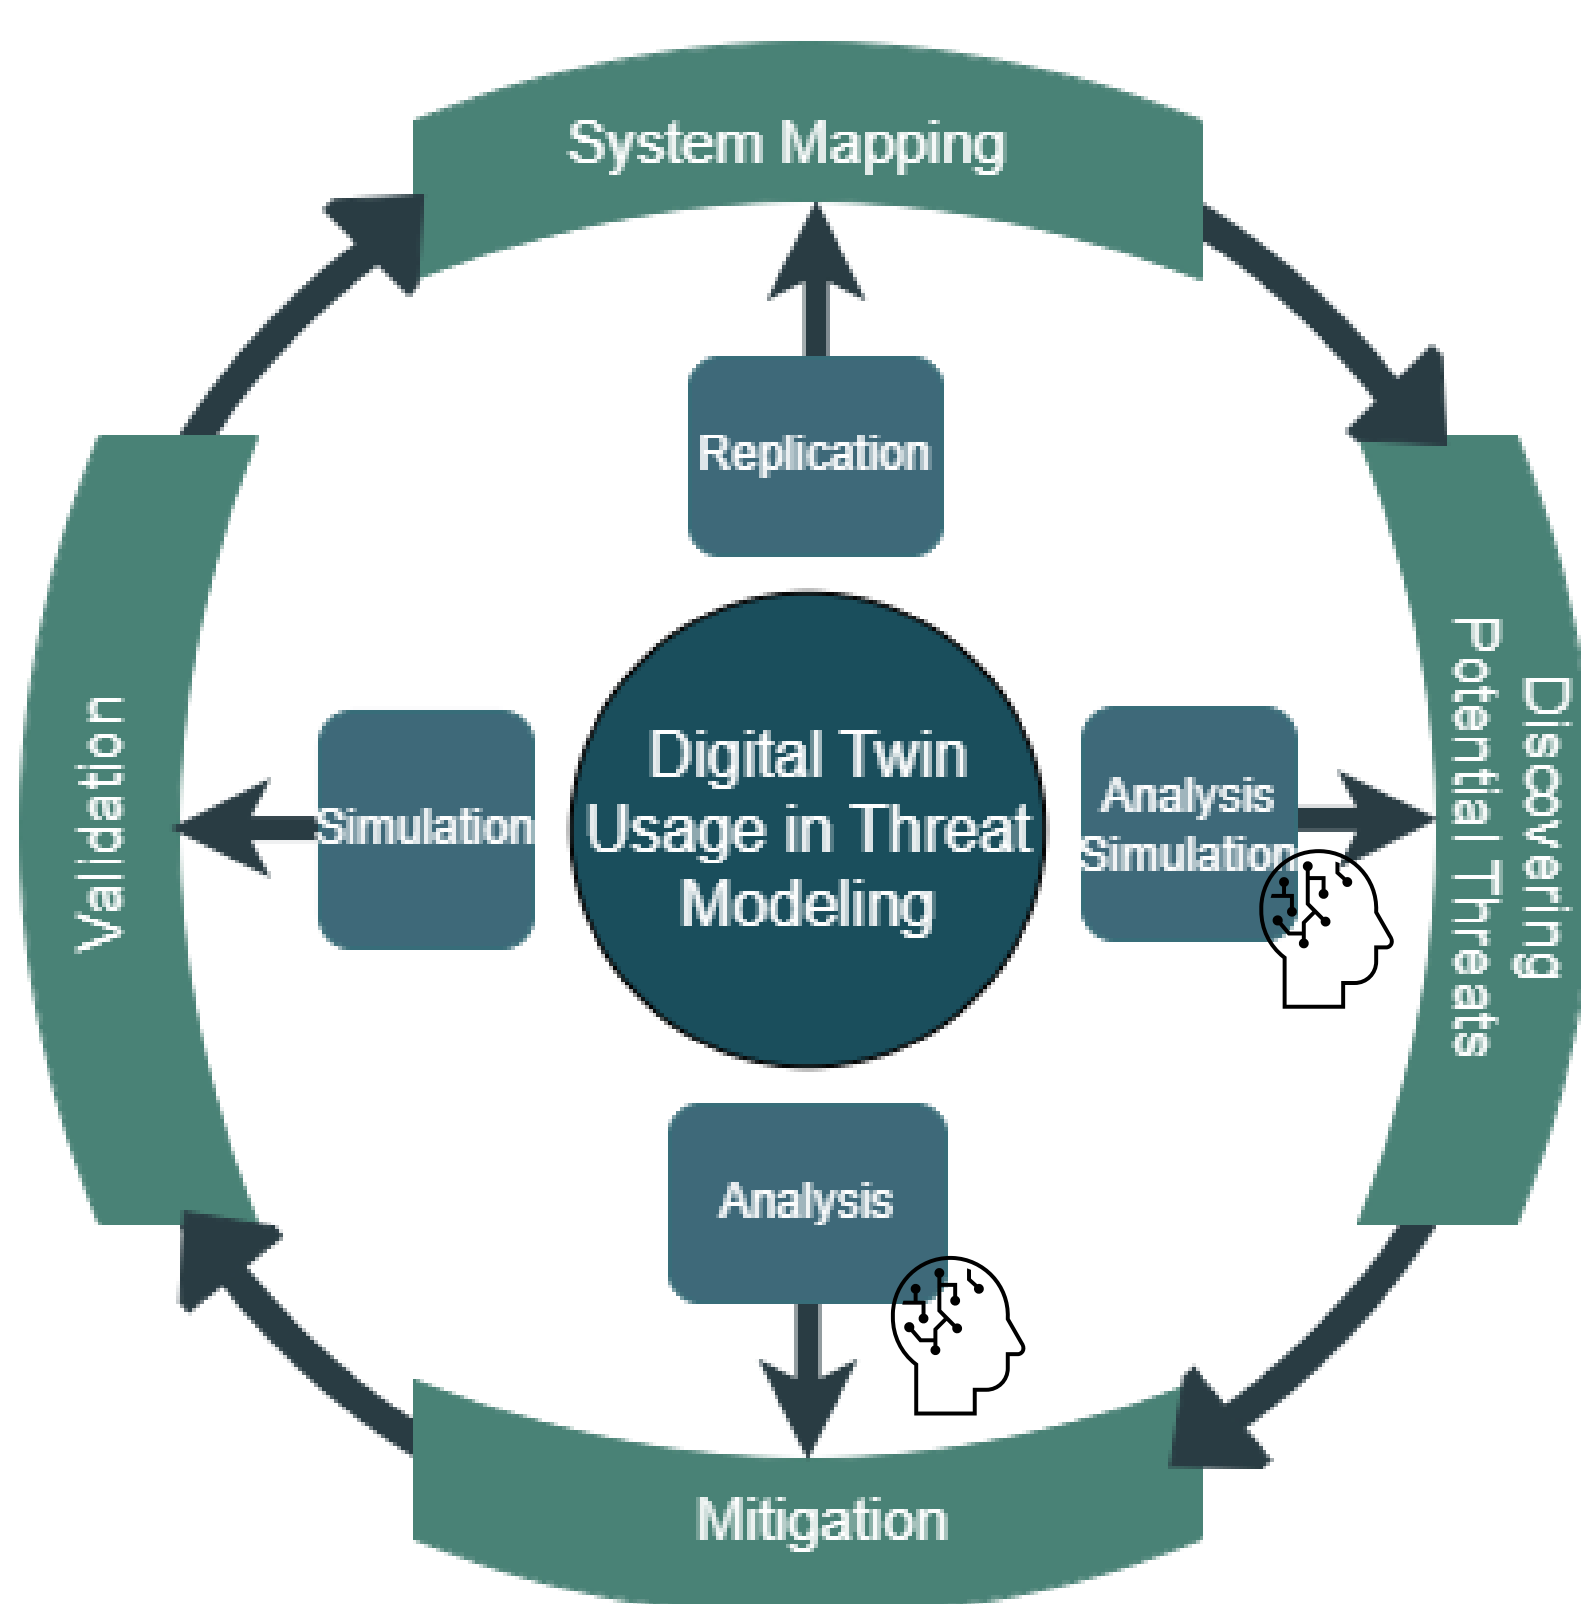 System Mapping
Replication
Digital Twin
Usage in Threat
Modeling
Simulation
Analysis
Simulation
Validation
Discovering
Potential Threats
Analysis
Mitigation